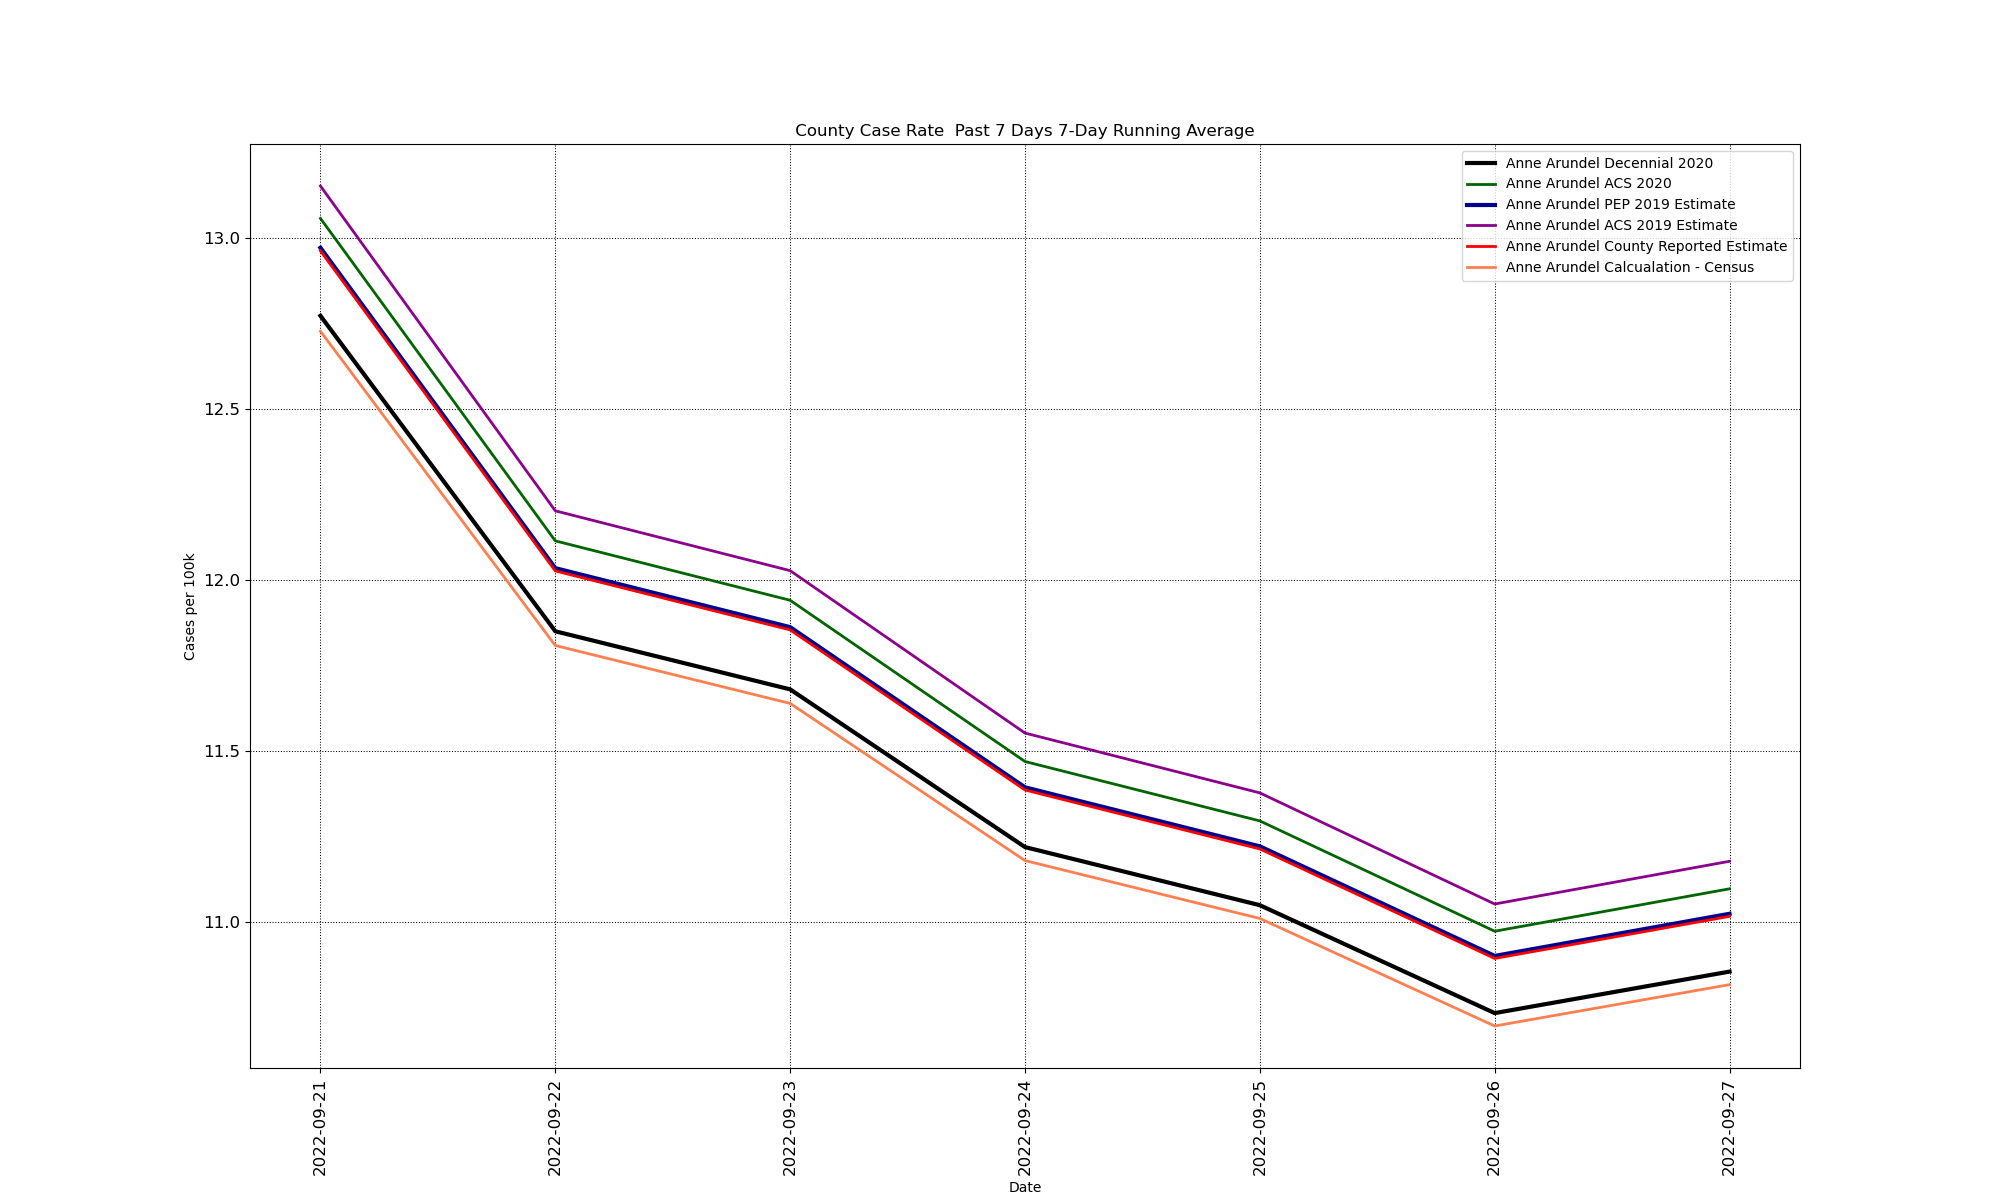 County Case Rate  Past 7 Days 7-Day Running Average
Anne Arundel Decennial 2020
Anne Arundel ACS 2020
Anne Arundel PEP 2019 Estimate
Anne Arundel ACS 2019 Estimate
Anne Arundel County Reported Estimate
Anne Arundel Calcualation - Census
Cases per 100k
13.0
12.5
12.0
11.5
11.0
2022-09-21
2022-09-22
2022-09-23
2022-09-24
2022-09-25
2022-09-26
2022-09-27
Date